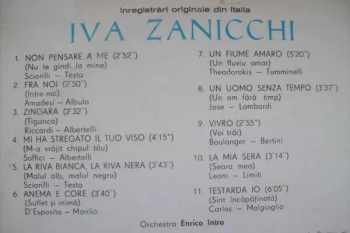 înregistrări originale din Italia
IVA ZANICCHI
1. NON PENSARE A ME (2'52")
(Nu te gîndi la mine)
Sciorilli - Testa
2. FRA NOI (2'50")
(Între noi)
Amadesi - Albula
3. ZINGARA (3'32")
(Țiganca)
Riccardi - Albertelli
4. MI HA STREGATO IL TUO VISO (4'15")
(M-a vrăjit chipul tău)
Soffici - Albertelli
5. LA RIVA BIANCA, LA RIVA NERA (3'43")
(Malul alb, malul negru)
Sciorilli - Testa
6. ANEMA E CORE (3'40")
(Suflet și inimă)
D'Esposito - Manlio
7. UN FIUME AMARO (5'20")
(Un fluviu amar)
Theodorakis - Tumminelli
8. UN UOMO SENZA TEMPO (3'37")
(Un om fără timp)
Jose - Lombardi
9. VIVRO (2'55")
(Voi trăi)
Boulanger - Bertini
10. LA MIA SERA (3'14")
(Seara mea)
Leoni - Limiti
11. TESTARDA IO (6'05")
(Sînt încăpățînată)
Carlos - Malgioglio
Orchestra Enrico Intra